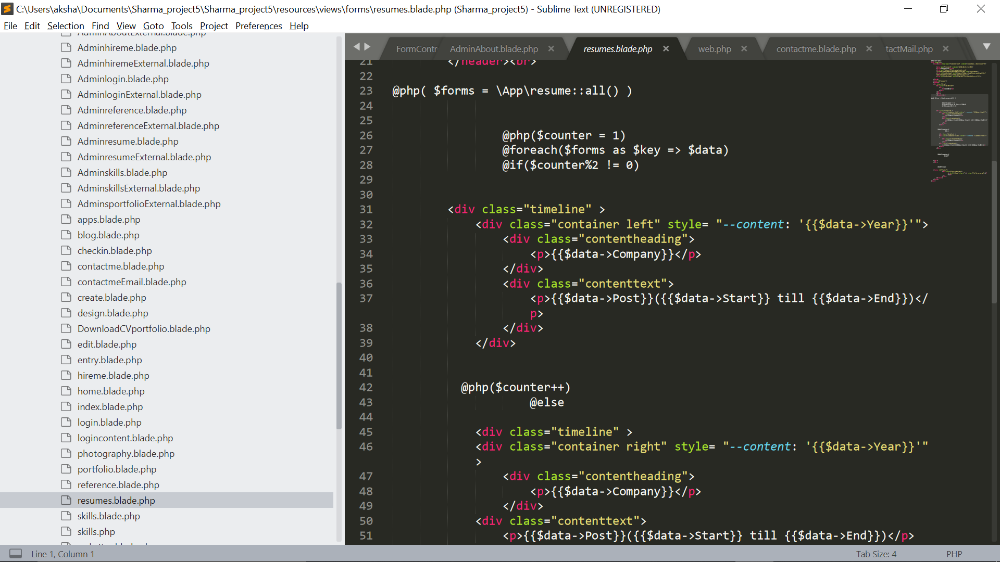 C:\Users\aksha\Documents\Sharma_project5\Sharma_project5\resources\views\forms\resumes.blade.php (Sharma_project5) - Sublime Text (UNREGISTERED)
File Edit Selection Find View Goto Tools Project Preferences Help
AdminAboutExternal.blade.php
Adminhireme.blade.php
AdminhiremeExternal.blade.php
Adminlogin.blade.php
AdminloginExternal.blade.php
Adminreference.blade.php
AdminreferenceExternal.blade.php
Adminresume.blade.php
AdminresumeExternal.blade.php
Adminskills.blade.php
AdminskillsExternal.blade.php
AdminsportfolioExternal.blade.php
apps.blade.php
blog.blade.php
checkin.blade.php
contactme.blade.php
contactmeEmail.blade.php
create.blade.php
design.blade.php
DownloadCVportfolio.blade.php
edit.blade.php
entry.blade.php
hireme.blade.php
home.blade.php
index.blade.php
login.blade.php
logincontent.blade.php
photography.blade.php
portfolio.blade.php
reference.blade.php
resumes.blade.php
skills.blade.php
skills.php
FormContr AdminAbout.blade.php × resumes.blade.php × web.php × contactme.blade.php × tactMail.php ×
21 </header><br>
22
23 @php( $forms = \App\resume::all() )
24
25
26 @php($counter = 1)
27 @foreach($forms as $key => $data)
28 @if($counter%2 != 0)
29
30
31 <div class="timeline" >
32 <div class="container left" style= "--content: '{{$data->Year}}'">
33 <div class="contentheading">
34 <p>{{$data->Company}}</p>
35 </div>
36 <div class="contenttext">
37 <p>{{$data->Post}}({{$data->Start}} till {{$data->End}})</
p>
38 </div>
39 </div>
40
41
42 @php($counter++)
43 @else
44
45 <div class="timeline" >
46 <div class="container right" style= "--content: '{{$data->Year}}'"
>
47 <div class="contentheading">
48 <p>{{$data->Company}}</p>
49 </div>
50 <div class="contenttext">
51 <p>{{$data->Post}}({{$data->Start}} till {{$data->End}})</p>
Line 1, Column 1
Tab Size: 4
PHP